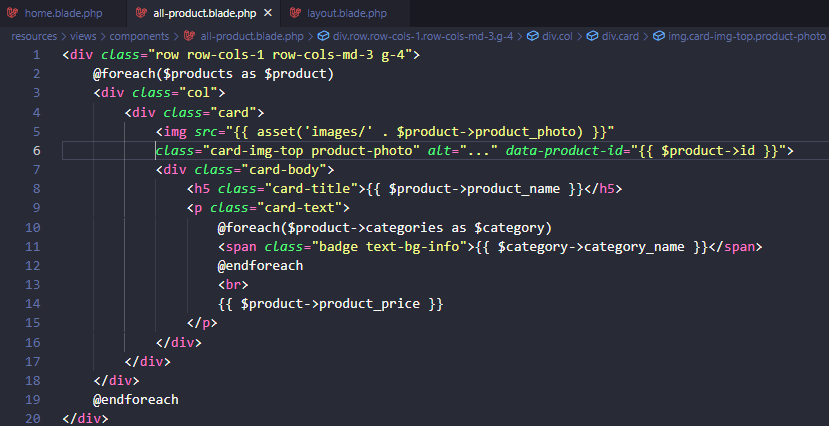 home.blade.php all-product.blade.php × layout.blade.php
resources > views > components > all-product.blade.php > div.row.row-cols-1.row-cols-md-3.g-4 > div.col > div.card > img.card-img-top.product-photo
1 <div class="row row-cols-1 row-cols-md-3 g-4">
2 @foreach($products as $product)
3 <div class="col">
4 <div class="card">
5 <img src="{{ asset('images/' . $product->product_photo) }}"
6 class="card-img-top product-photo" alt="..." data-product-id="{{ $product->id }}">
7 <div class="card-body">
8 <h5 class="card-title">{{ $product->product_name }}</h5>
9 <p class="card-text">
10 @foreach($product->categories as $category)
11 <span class="badge text-bg-info">{{ $category->category_name }}</span>
12 @endforeach
13 <br>
14 {{ $product->product_price }}
15 </p>
16 </div>
17 </div>
18 </div>
19 @endforeach
20 </div>